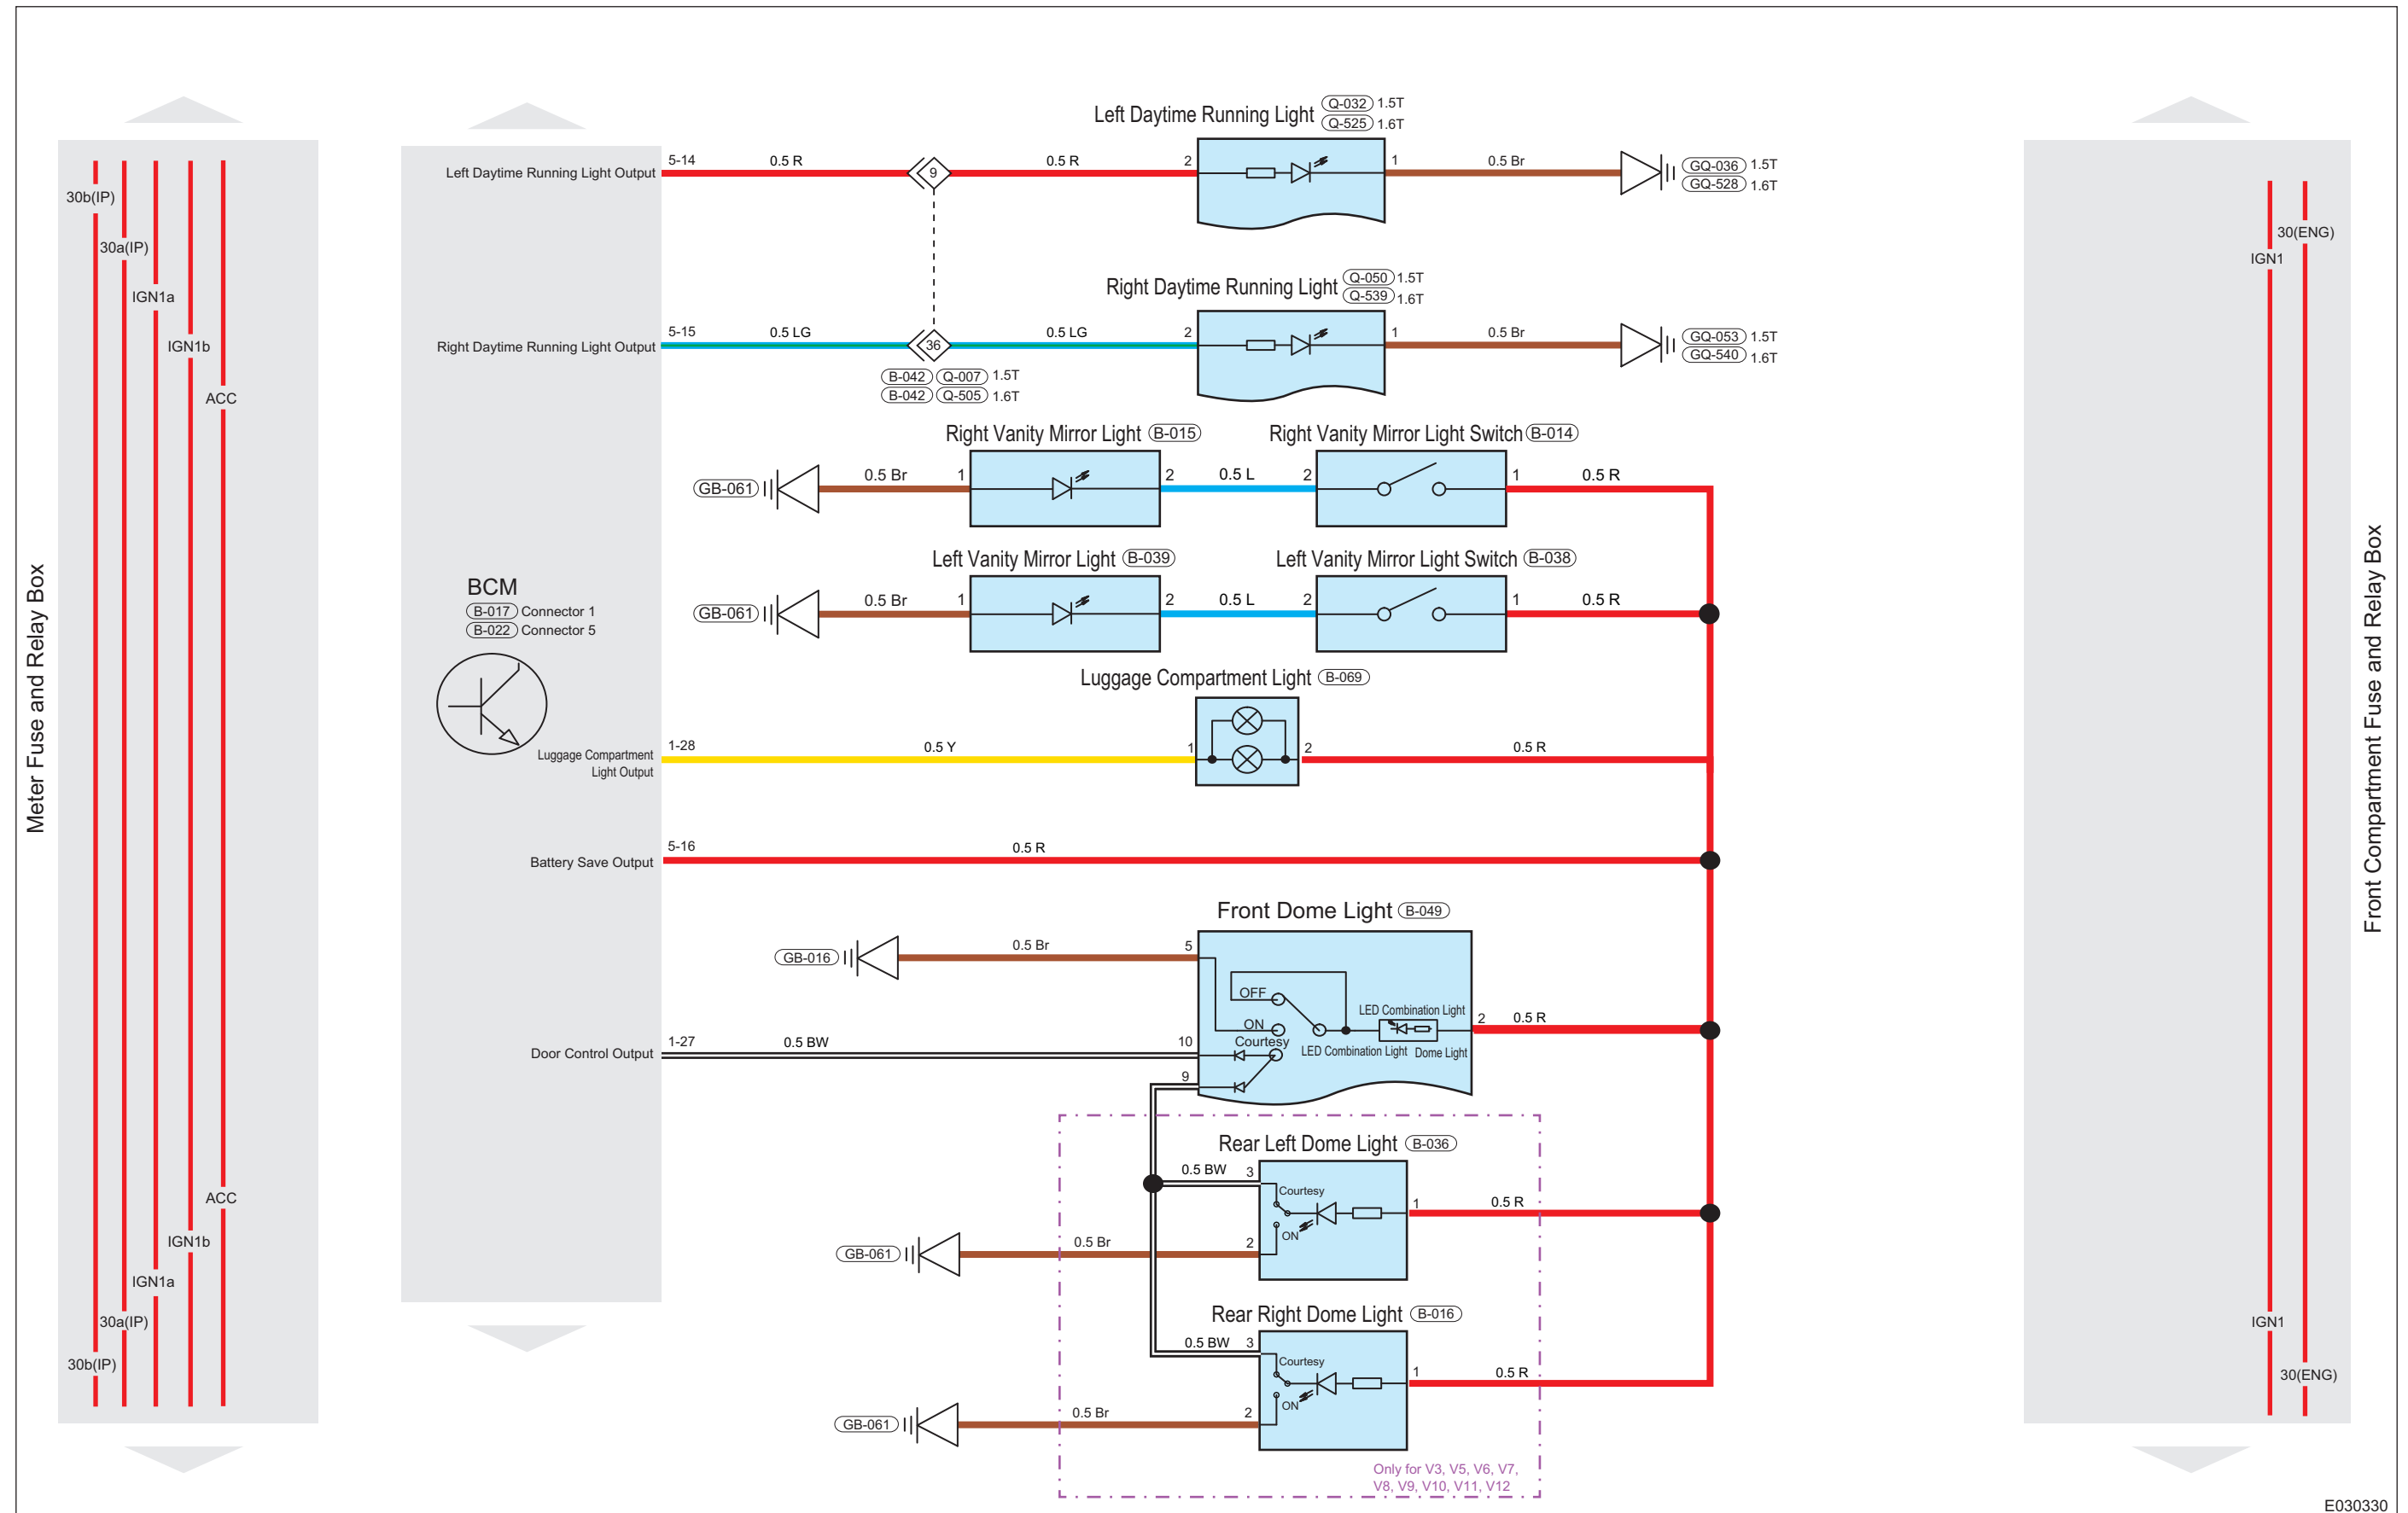 Meter Fuse and Relay Box
30b(IP)
30a(IP)
IGN1a
IGN1b
ACC
ACC
IGN1b
IGN1a
30a(IP)
30b(IP)
BCM
B-017 Connector 1
B-022 Connector 5
Left Daytime Running Light Output
5-14
0.5 R
9
0.5 R
2
Left Daytime Running Light
Q-032 1.5T
Q-525 1.6T
1
0.5 Br
GQ-036 1.5T
GQ-528 1.6T
Right Daytime Running Light Output
5-15
0.5 LG
36
0.5 LG
2
Right Daytime Running Light
Q-050 1.5T
Q-539 1.6T
1
0.5 Br
GQ-053 1.5T
GQ-540 1.6T
B-042 Q-007 1.5T
B-042 Q-505 1.6T
Right Vanity Mirror Light B-015
Right Vanity Mirror Light Switch B-014
GB-061
0.5 Br
1
2
0.5 L
2
1
0.5 R
Left Vanity Mirror Light B-039
Left Vanity Mirror Light Switch B-038
GB-061
0.5 Br
1
2
0.5 L
2
1
0.5 R
Luggage Compartment Light B-069
Luggage Compartment
Light Output
1-28
0.5 Y
1
2
0.5 R
Battery Save Output
5-16
0.5 R
Front Dome Light B-049
GB-016
0.5 Br
5
OFF
ON
Courtesy
LED Combination Light
LED Combination Light
Dome Light
2
0.5 R
Door Control Output
1-27
0.5 BW
10
9
Rear Left Dome Light B-036
0.5 BW
3
Courtesy
ON
1
0.5 R
GB-061
0.5 Br
2
Rear Right Dome Light B-016
0.5 BW
3
Courtesy
ON
1
0.5 R
GB-061
0.5 Br
2
Only for V3, V5, V6, V7,
V8, V9, V10, V11, V12
30(ENG)
IGN1
IGN1
30(ENG)
Front Compartment Fuse and Relay Box
E030330